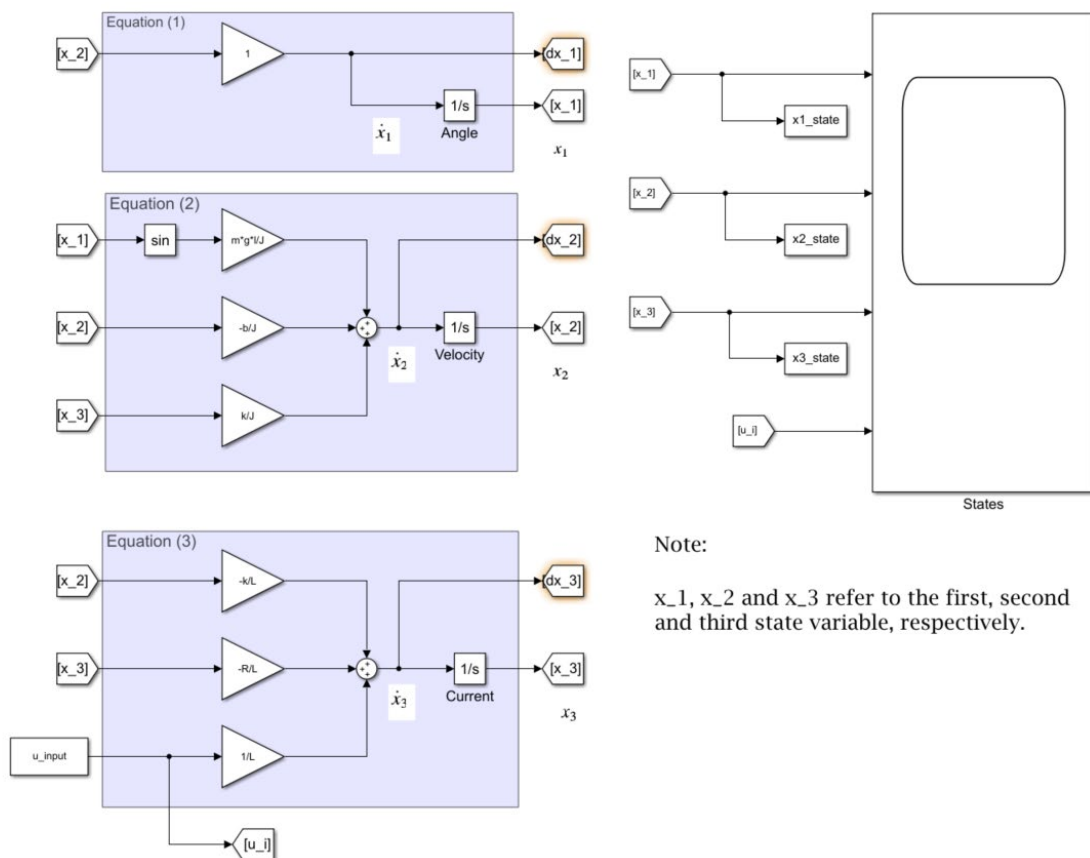 Equation (1)
[x_2]
1
[dx_1]
1/s
[x_1]
ẋ₁
Angle
x₁
Equation (2)
[x_1]
sin
m*g*l/J
[dx_2]
[x_2]
-b/J
++
+
1/s
[x_2]
ẋ₂
Velocity
x₂
[x_3]
k/J
Equation (3)
[x_2]
-k/L
[dx_3]
[x_3]
-R/L
++
+
1/s
[x_3]
ẋ₃
Current
x₃
u_input
1/L
[u_i]
[x_1]
x1_state
[x_2]
x2_state
[x_3]
x3_state
[u_i]
States
Note:
x_1, x_2 and x_3 refer to the first, second
and third state variable, respectively.